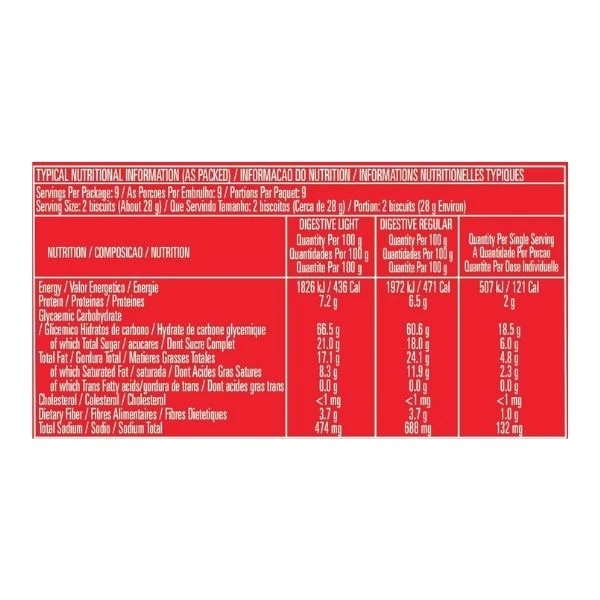 TYPICAL NUTRITIONAL INFORMATION (AS PACKED) / INFORMACAO DO NUTRITION / INFORMATIONS NUTRITIONELLES TYPIQUES
Servings Per Package: 9 / As Porcoes Por Embrulho: 9 / Portions Par Paquet: 9
Serving Size: 2 biscuits (About 28 g) / Que Servindo Tamanho: 2 biscoitos (Cerca de 28 g) / Portion: 2 biscuits (28 g Environ)
NUTRITION / COMPOSICAO / NUTRITION
DIGESTIVE LIGHT
Quantity Per 100 g
Quantidades Por 100 g
Quantite Par 100 g
DIGESTIVE REGULAR
Quantity Per 100 g
Quantidades Por 100 g
Quantite Par 100 g
Quantity Per Single Serving
A Quantidade Por Porcao
Quantite Par Dose Individuelle
Energy / Valor Energetico / Energie 1826 kJ / 436 Cal 1972 kJ / 471 Cal 507 kJ / 121 Cal
Protein / Proteinas / Proteines 7.2 g 6.5 g 2 g
Glycaemic Carbohydrate
/ Glicemico Hidratos de carbono / Hydrate de carbone glycemique 66.5 g 60.6 g 18.5 g
of which Total Sugar / acucares / Dont Sucre Complet 21.0 g 18.0 g 6.0 g
Total Fat / Gordura Total / Matieres Grasses Totales 17.1 g 24.1 g 4.8 g
of which Saturated Fat / saturada / Dont Acides Gras Satures 8.3 g 11.9 g 2.3 g
of which Trans Fatty acids/gordura de trans / Dont acides gras trans 0.0 g 0.0 g 0.0 g
Cholesterol / Colesterol / Cholesterol <1 mg <1 mg <1 mg
Dietary Fiber / Fibres Alimentaires / Fibres Dietetiques 3.7 g 3.7 g 1.0 g
Total Sodium / Sodio / Sodium Total 474 mg 688 mg 132 mg